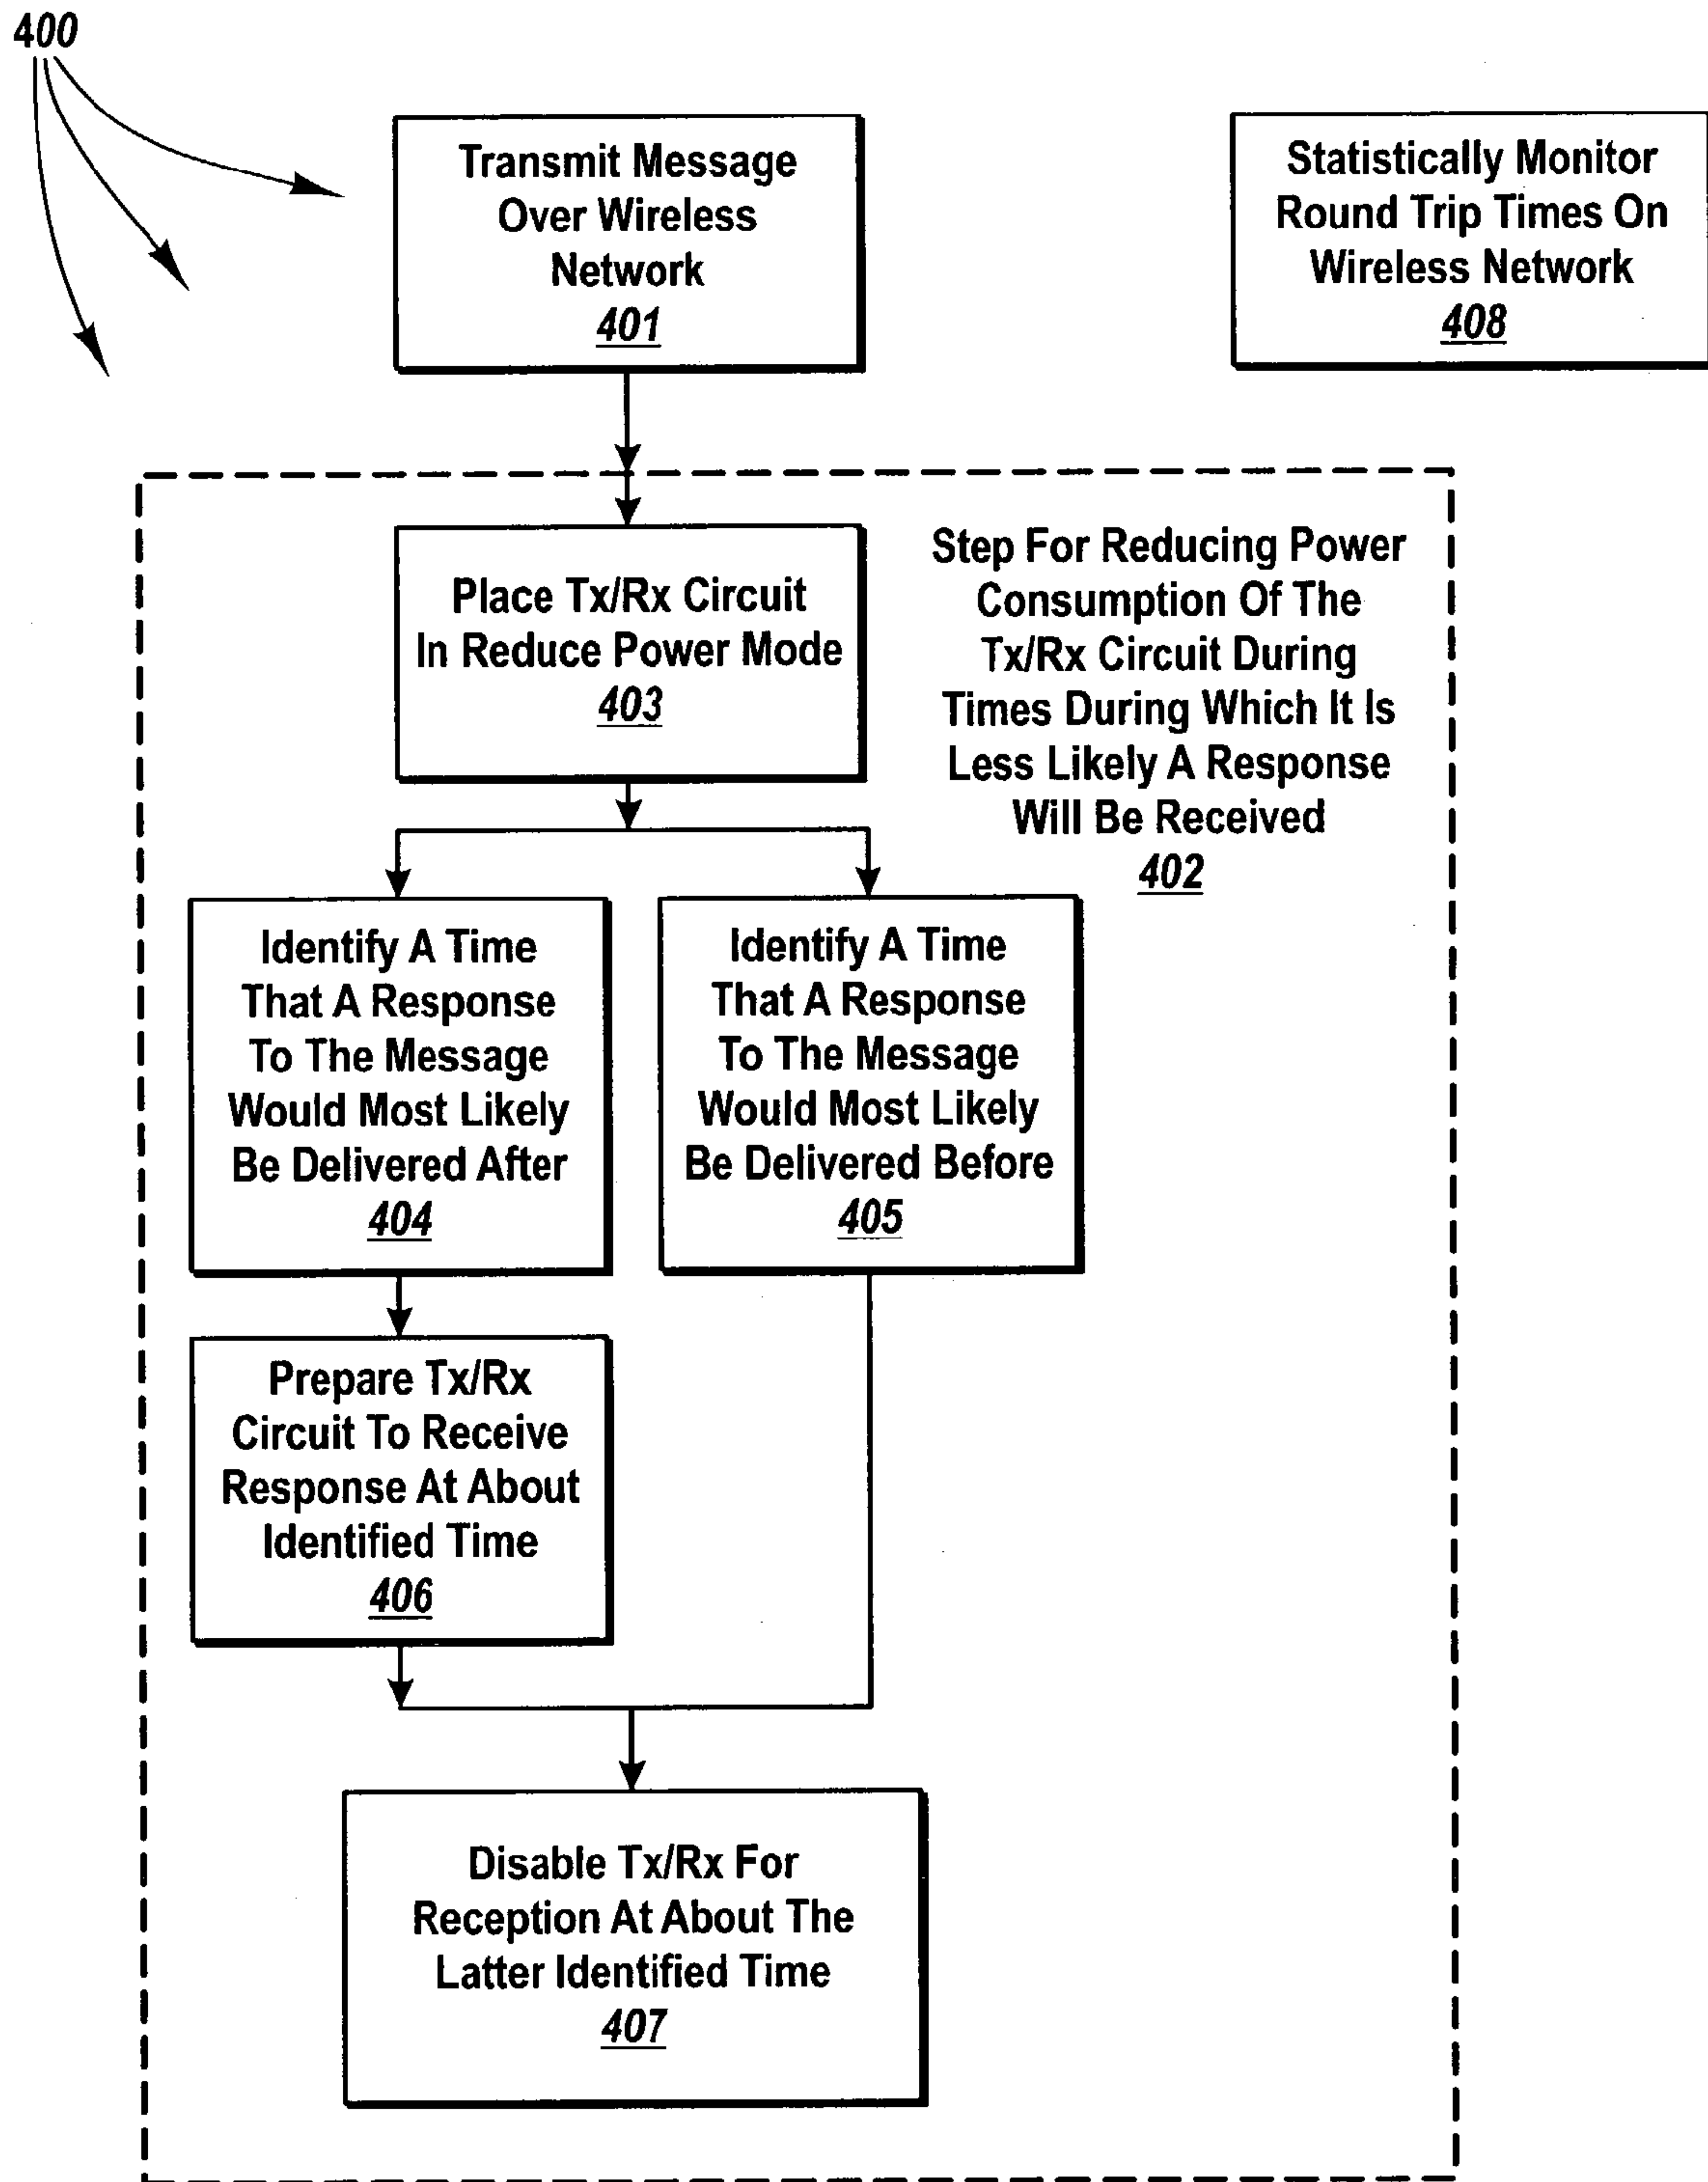 400
Transmit Message
Over Wireless
Network
401
Statistically Monitor
Round Trip Times On
Wireless Network
408
Place Tx/Rx Circuit
In Reduce Power Mode
403
Step For Reducing Power
Consumption Of The
Tx/Rx Circuit During
Times During Which It Is
Less Likely A Response
Will Be Received
402
Identify A Time
That A Response
To The Message
Would Most Likely
Be Delivered After
404
Identify A Time
That A Response
To The Message
Would Most Likely
Be Delivered Before
405
Prepare Tx/Rx
Circuit To Receive
Response At About
Identified Time
406
Disable Tx/Rx For
Reception At About The
Latter Identified Time
407